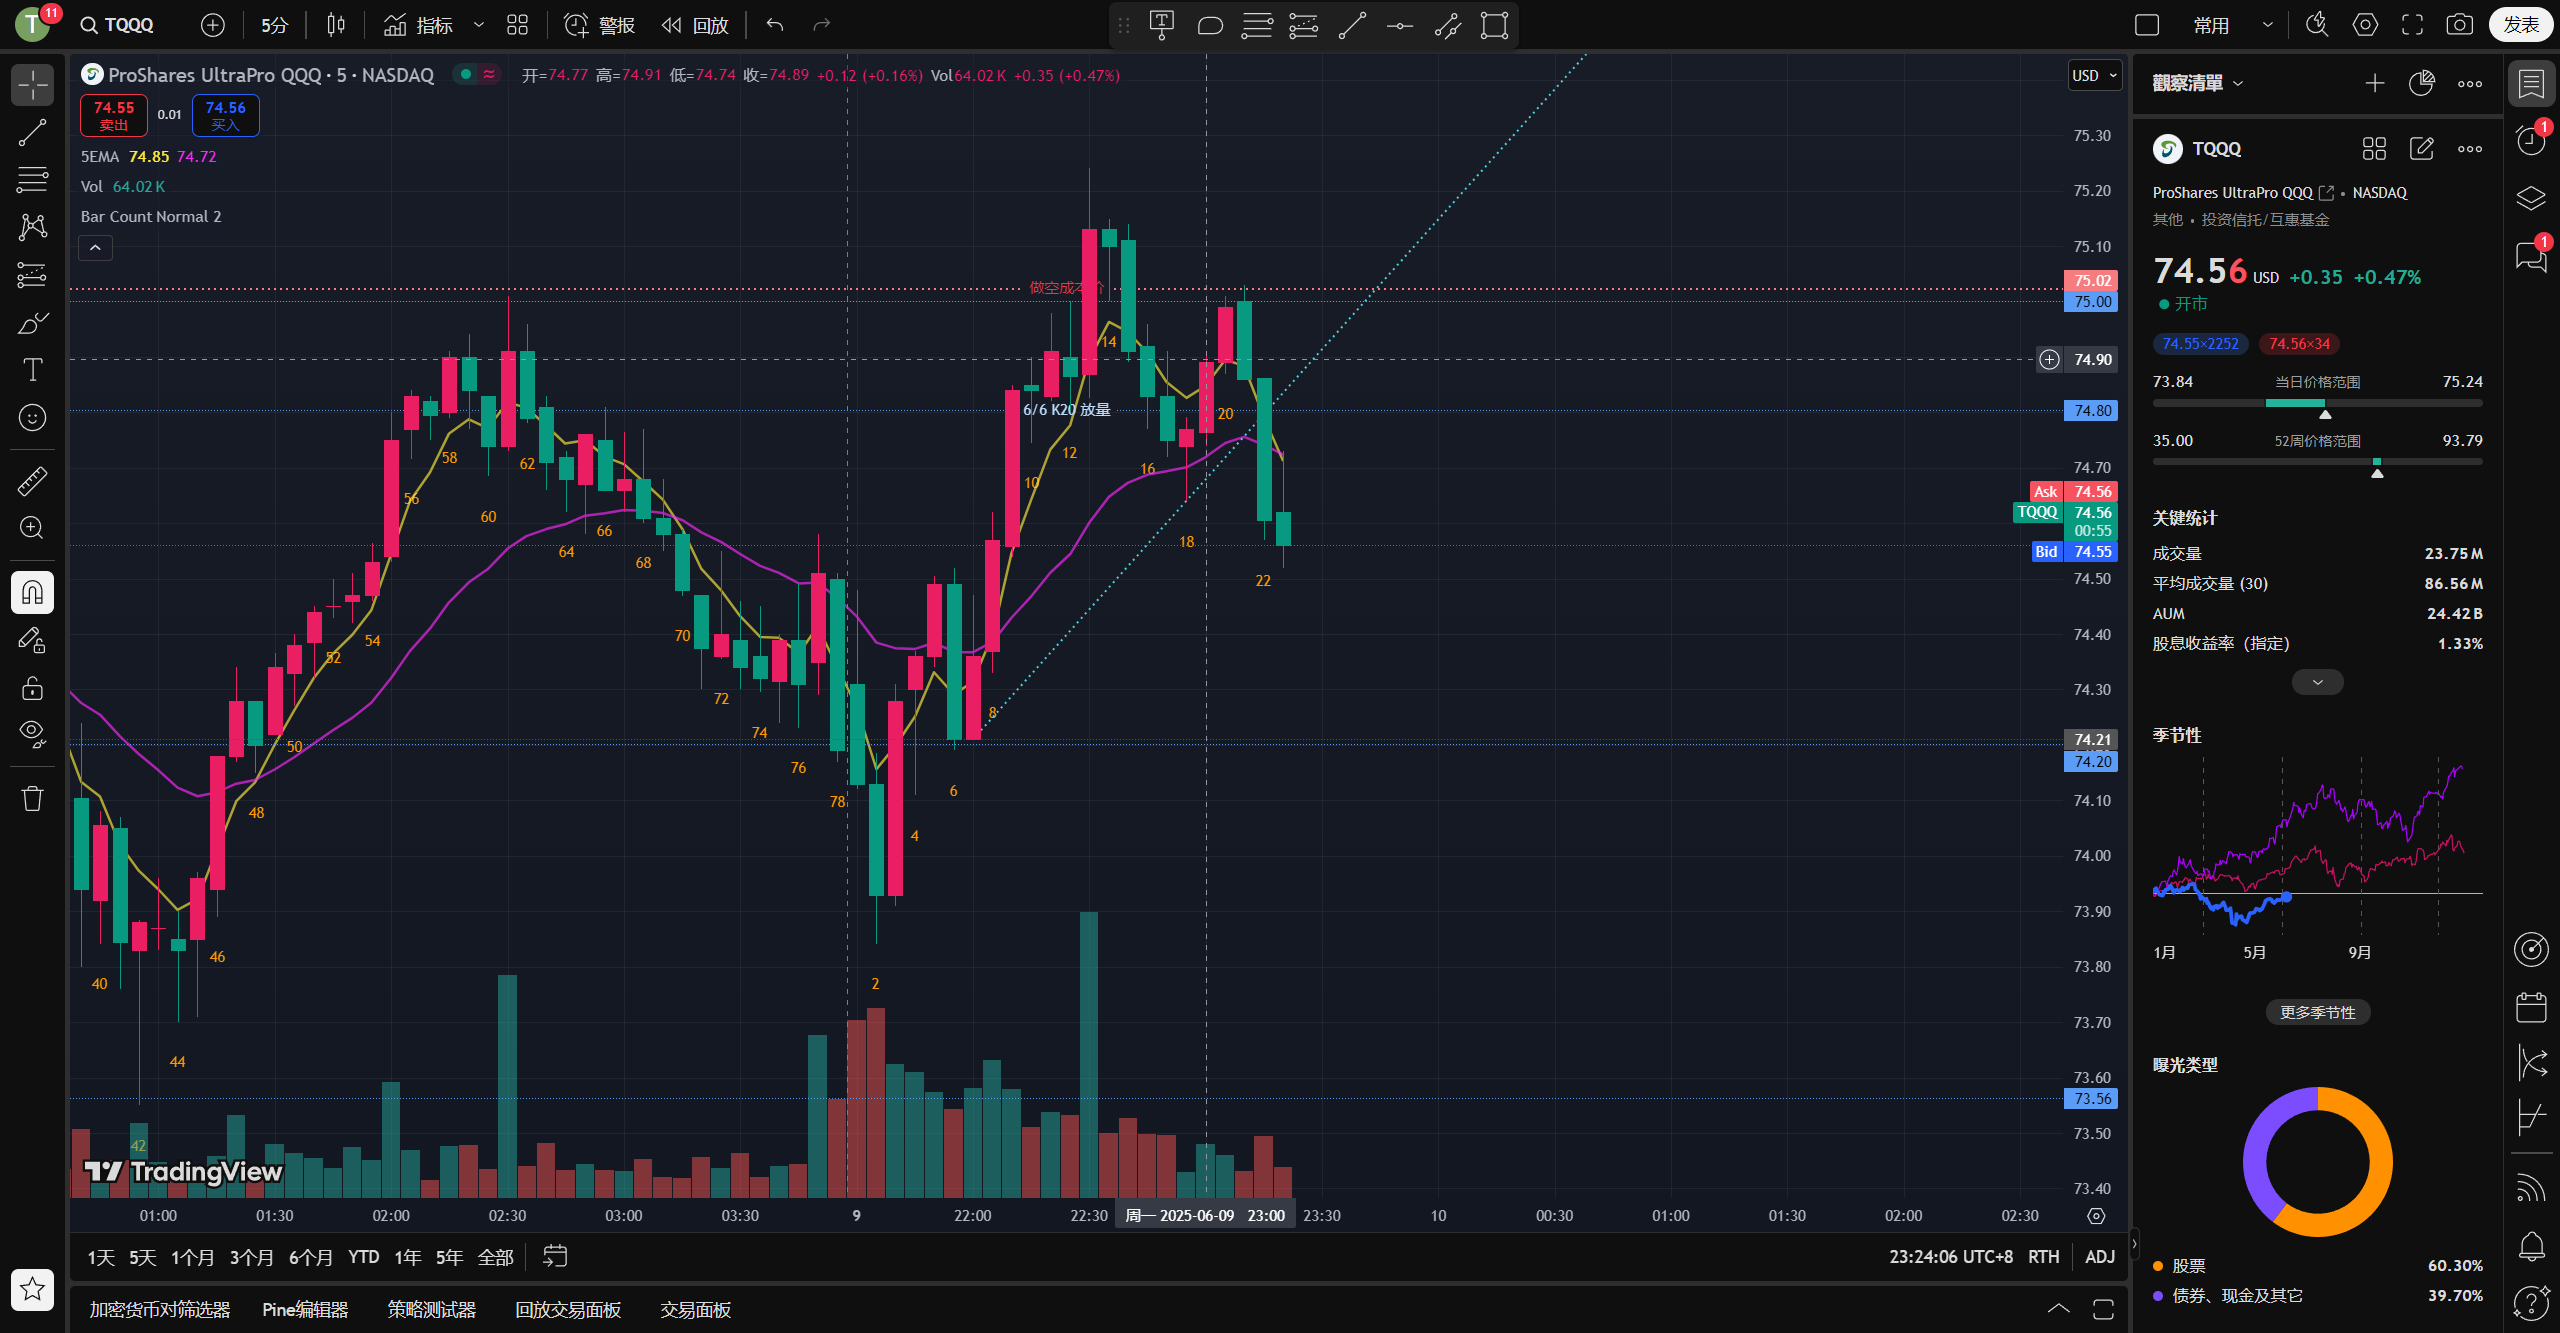 T 11 TQQQ 5分 指标 警报 回放 常用 发表
ProShares UltraPro QQQ · 5 · NASDAQ 开=74.77 高=74.91 低=74.74 收=74.89 +0.12 (+0.16%) Vol64.02 K +0.35 (+0.47%)
74.55 卖出
0.01
74.56 买入
5EMA 74.85 74.72
Vol 64.02 K
Bar Count Normal 2
做空成本价
6/6 K20 放量
40
42
44
46
48
50
52
54
56
58
60
62
64
66
68
70
72
74
76
78
2
4
6
8
10
12
14
16
18
20
22
USD
75.30
75.20
75.10
75.02
75.00
74.90
74.80
74.70
Ask 74.56
TQQQ 74.56
00:55
Bid 74.55
74.50
74.40
74.30
74.21
74.20
74.10
74.00
73.90
73.80
73.70
73.60
73.56
73.50
73.40
TradingView
01:00 01:30 02:00 02:30 03:00 03:30 9 22:00 22:30 周一 2025-06-09 23:00 23:30 10 00:30 01:00 01:30 02:00 02:30
1天 5天 1个月 3个月 6个月 YTD 1年 5年 全部 23:24:06 UTC+8 RTH ADJ
加密货币对筛选器 Pine编辑器 策略测试器 回放交易面板 交易面板
觀察清單
TQQQ
ProShares UltraPro QQQ • NASDAQ
其他 • 投资信托/互惠基金
74.56 USD +0.35 +0.47%
开市
74.55×2252 74.56×34
73.84 当日价格范围 75.24
35.00 52周价格范围 93.79
关键统计
成交量 23.75 M
平均成交量 (30) 86.56 M
AUM 24.42 B
股息收益率（指定） 1.33%
季节性
1月 5月 9月
更多季节性
曝光类型
股票 60.30%
债券、现金及其它 39.70%
1
1